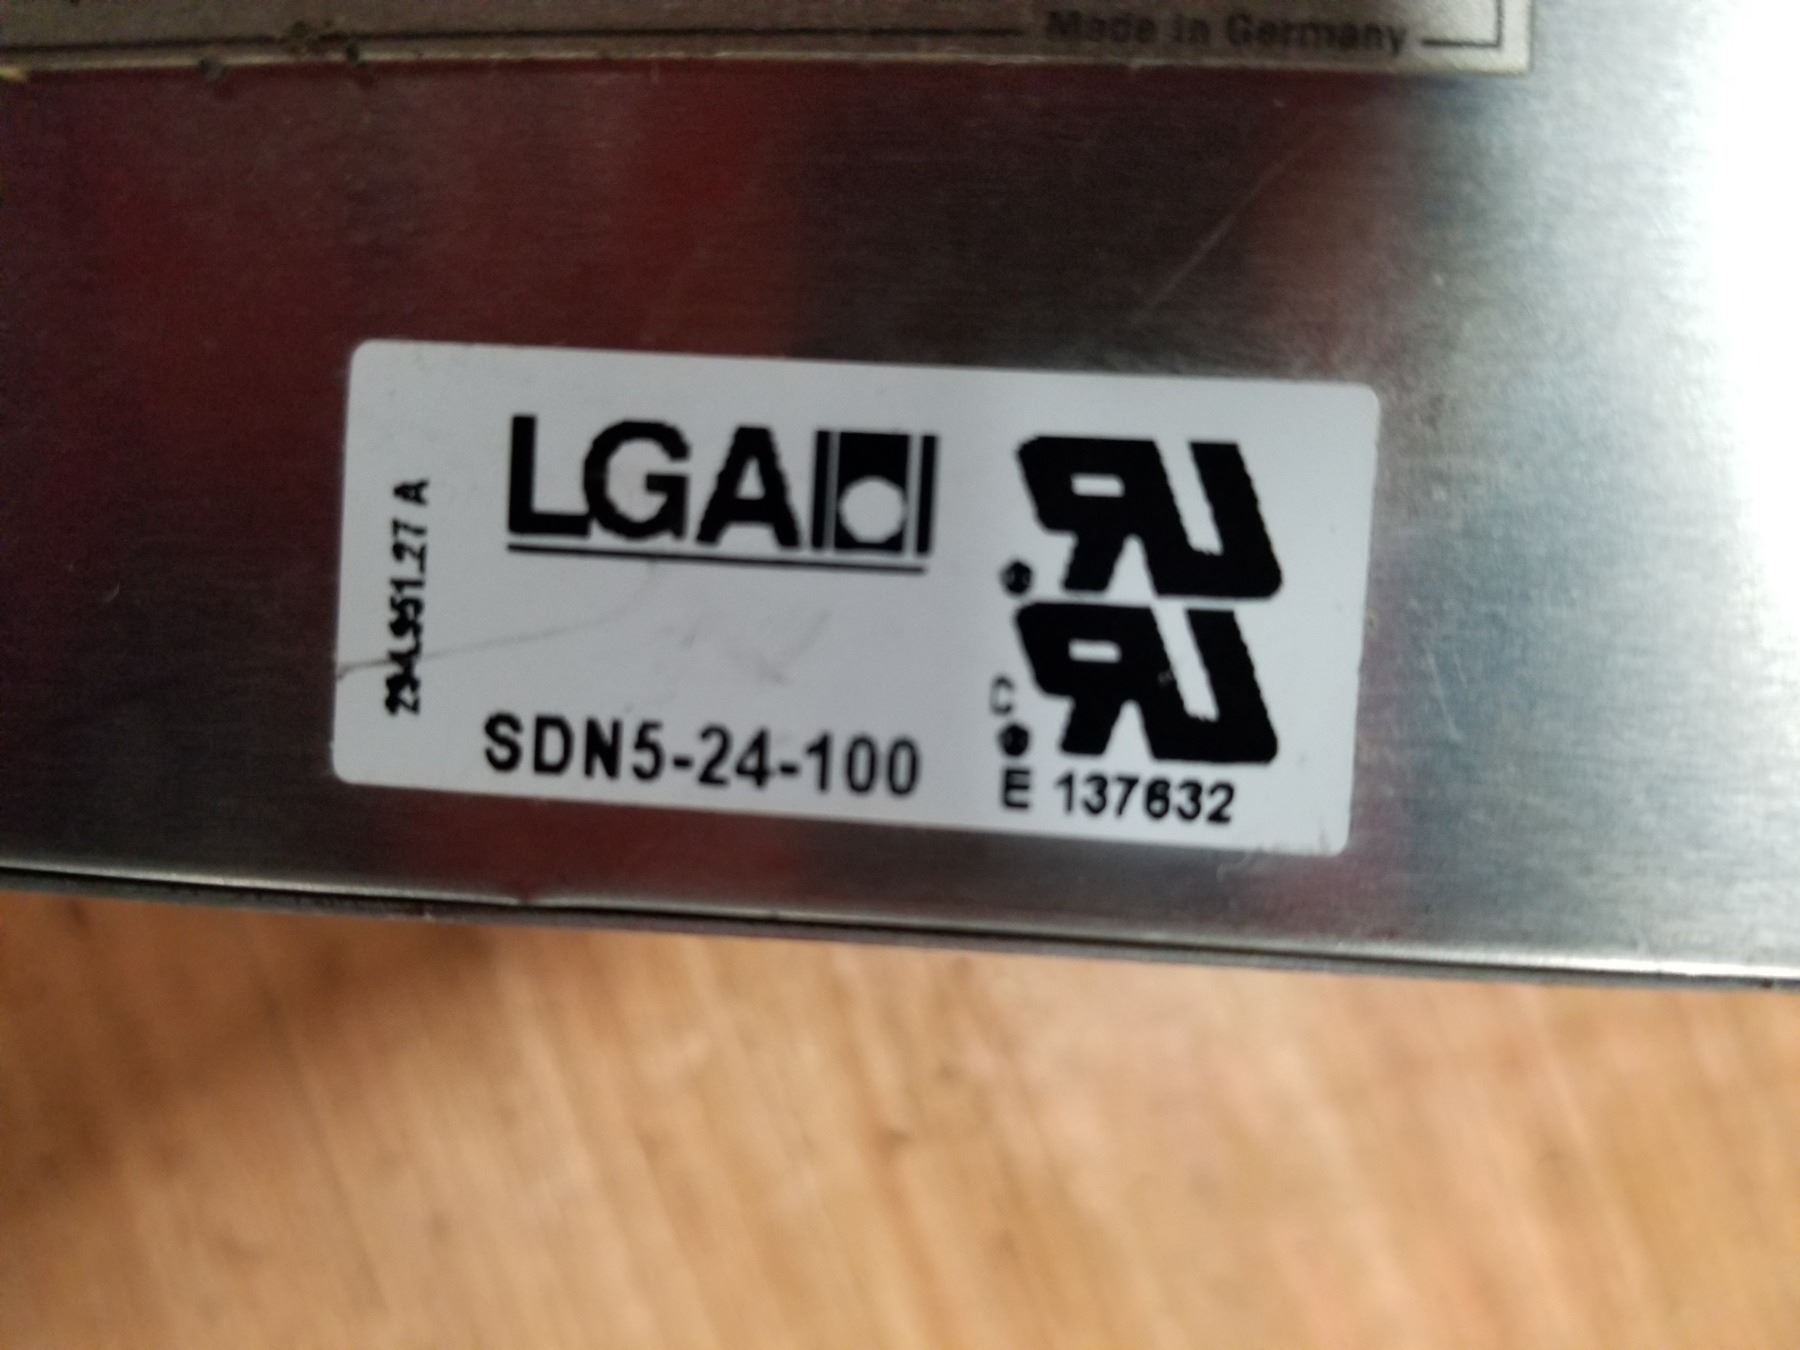 Made in Germany
LGA
SDN5-24-100
C
E 137632